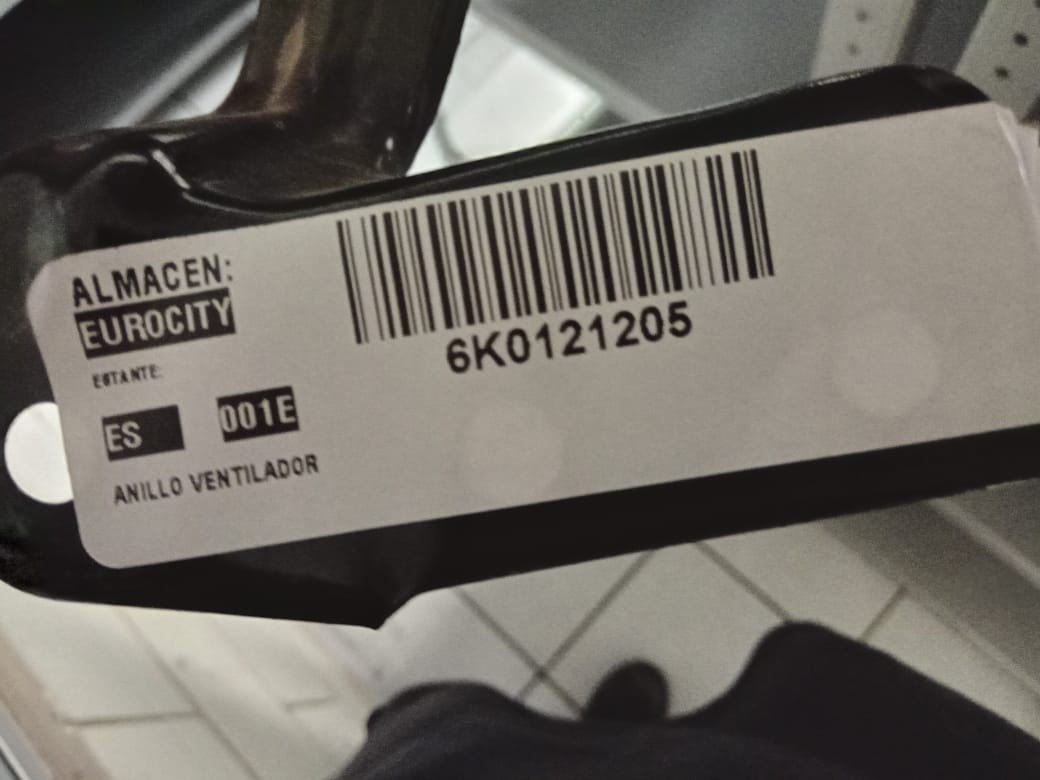 ALMACEN:
EUROCITY
ESTANTE:
ES 001E
ANILLO VENTILADOR
6K0121205